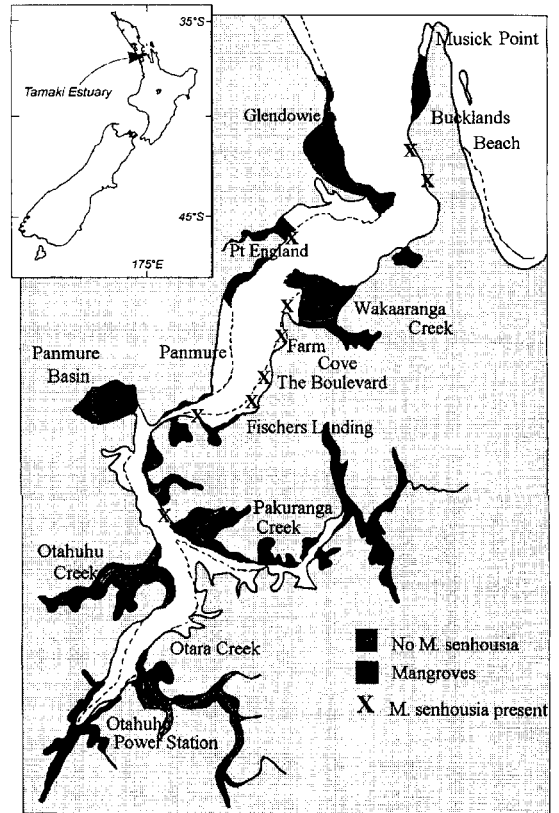 35°S
Tamaki Estuary
45°S
175°E
Musick Point
Glendowie
Bucklands
Beach
Pt England
Wakaaranga
Creek
Panmure
Basin
Panmure
Farm
Cove
The Boulevard
Fischers Landing
Pakuranga
Creek
Otahuhu
Creek
Otara Creek
Otahuhu
Power Station
No M. senhousia
Mangroves
X M. senhousia present
X
X
X
X
X
X
X
X
X